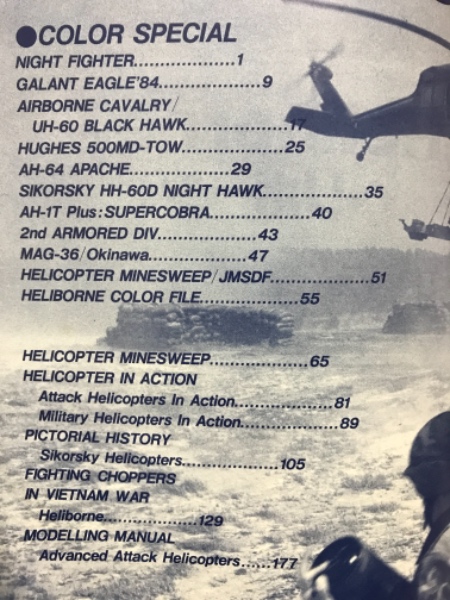 ●COLOR SPECIAL
NIGHT FIGHTER...................1
GALANT EAGLE'84...................9
AIRBORNE CAVALRY/
UH-60 BLACK HAWK...................17
HUGHES 500MD-TOW...................25
AH-64 APACHE...................29
SIKORSKY HH-60D NIGHT HAWK...................35
AH-1T Plus:SUPERCOBRA...................40
2nd ARMORED DIV...................43
MAG-36/Okinawa...................47
HELICOPTER MINESWEEP/JMSDF...................51
HELIBORNE COLOR FILE...................55
HELICOPTER MINESWEEP...................65
HELICOPTER IN ACTION
Attack Helicopters In Action...................81
Military Helicopters In Action...................89
PICTORIAL HISTORY
Sikorsky Helicopters...................105
FIGHTING CHOPPERS
IN VIETNAM WAR
Heliborne...................129
MODELLING MANUAL
Advanced Attack Helicopters......177